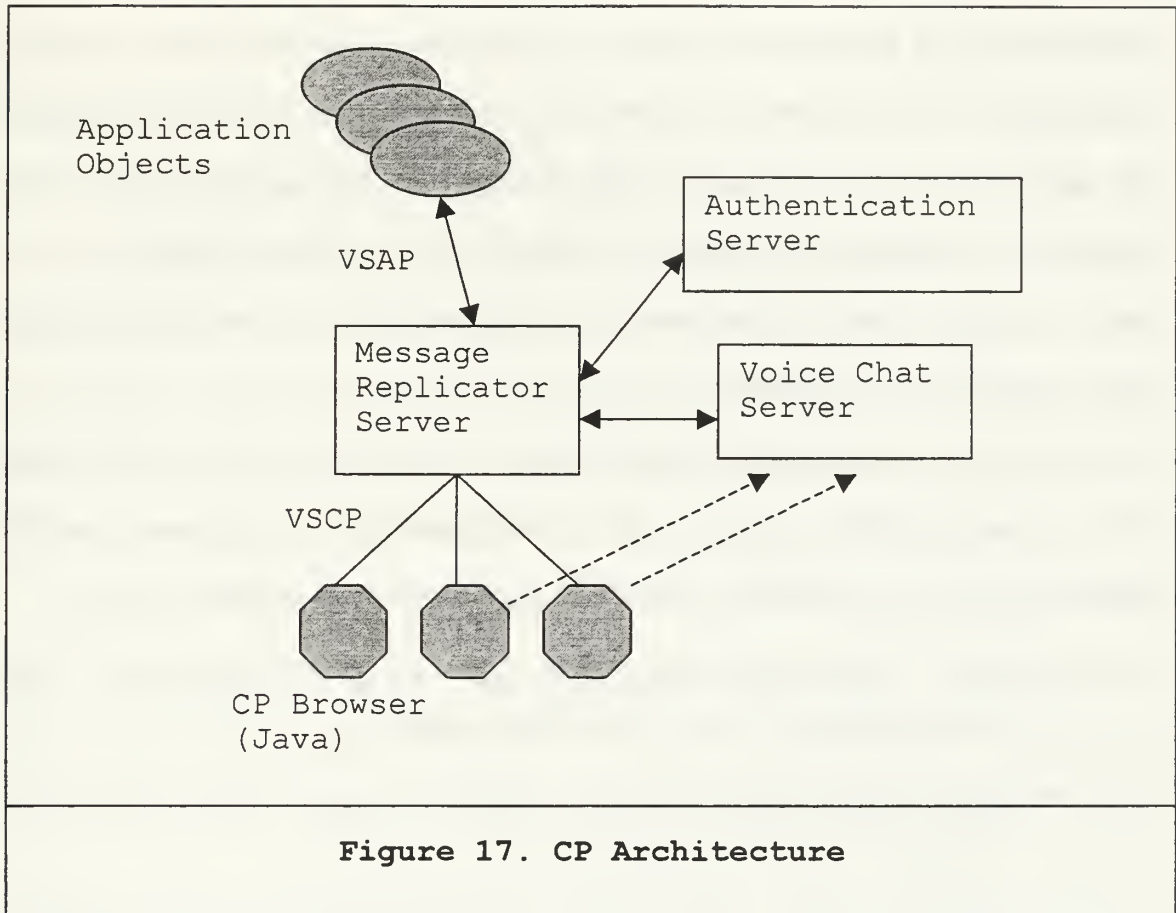 Application
Objects
VSAP
Authentication
Server
Message
Replicator
Server
Voice Chat
Server
VSCP
CP Browser
(Java)
Figure 17. CP Architecture